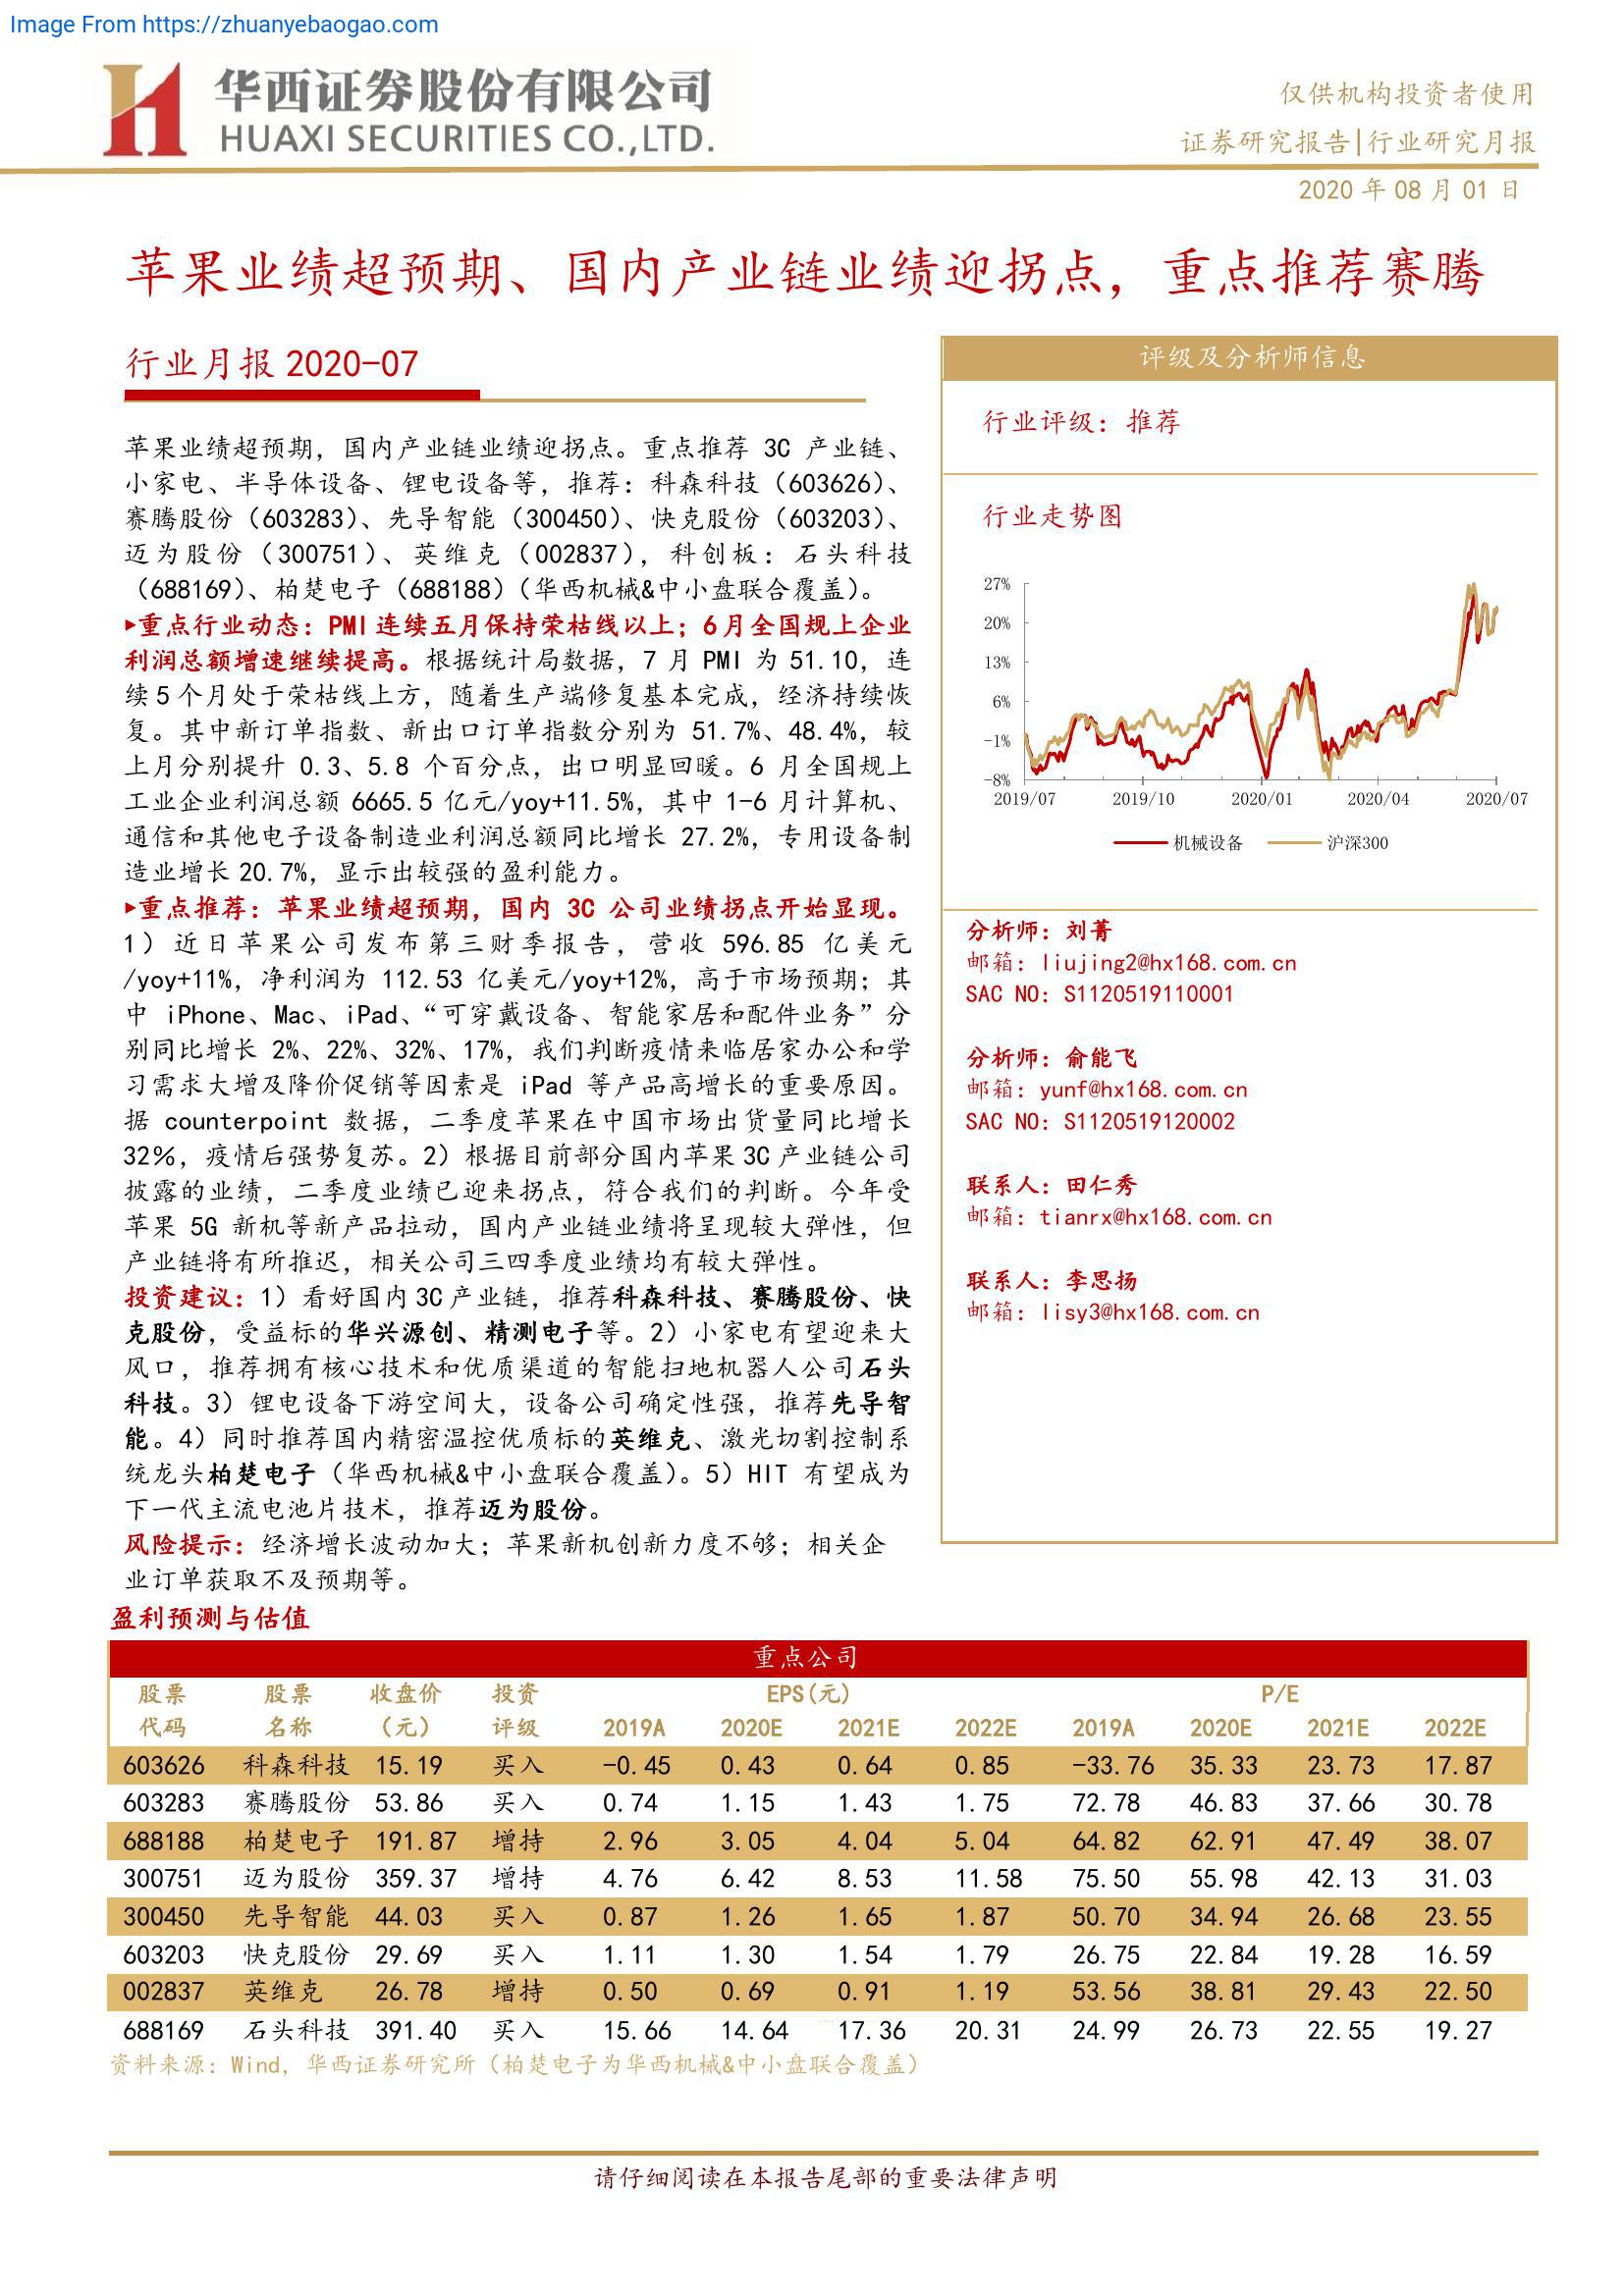 Image From https://zhuanyebaogao.com
华西证券股份有限公司
HUAXI SECURITIES CO.,LTD.
仅供机构投资者使用
证券研究报告|行业研究月报
2020 年 08 月 01 日
苹果业绩超预期、国内产业链业绩迎拐点，重点推荐赛腾
行业月报 2020-07
苹果业绩超预期，国内产业链业绩迎拐点。重点推荐 3C 产业链、
小家电、半导体设备、锂电设备等，推荐：科森科技（603626）、
赛腾股份（603283）、先导智能（300450）、快克股份（603203）、
迈为股份（300751）、英维克（002837），科创板：石头科技
（688169）、柏楚电子（688188）（华西机械&中小盘联合覆盖）。
▸重点行业动态：PMI 连续五月保持荣枯线以上；6 月全国规上企业
利润总额增速继续提高。根据统计局数据，7 月 PMI 为 51.10，连
续 5 个月处于荣枯线上方，随着生产端修复基本完成，经济持续恢
复。其中新订单指数、新出口订单指数分别为 51.7%、48.4%，较
上月分别提升 0.3、5.8 个百分点，出口明显回暖。6 月全国规上
工业企业利润总额 6665.5 亿元/yoy+11.5%，其中 1-6 月计算机、
通信和其他电子设备制造业利润总额同比增长 27.2%，专用设备制
造业增长 20.7%，显示出较强的盈利能力。
▸重点推荐：苹果业绩超预期，国内 3C 公司业绩拐点开始显现。
1）近日苹果公司发布第三财季报告，营收 596.85 亿美元
/yoy+11%，净利润为 112.53 亿美元/yoy+12%，高于市场预期；其
中 iPhone、Mac、iPad、“可穿戴设备、智能家居和配件业务”分
别同比增长 2%、22%、32%、17%，我们判断疫情来临居家办公和学
习需求大增及降价促销等因素是 iPad 等产品高增长的重要原因。
据 counterpoint 数据，二季度苹果在中国市场出货量同比增长
32%，疫情后强势复苏。2）根据目前部分国内苹果 3C 产业链公司
披露的业绩，二季度业绩已迎来拐点，符合我们的判断。今年受
苹果 5G 新机等新产品拉动，国内产业链业绩将呈现较大弹性，但
产业链将有所推迟，相关公司三四季度业绩均有较大弹性。
投资建议：1）看好国内 3C 产业链，推荐科森科技、赛腾股份、快
克股份，受益标的华兴源创、精测电子等。2）小家电有望迎来大
风口，推荐拥有核心技术和优质渠道的智能扫地机器人公司石头
科技。3）锂电设备下游空间大，设备公司确定性强，推荐先导智
能。4）同时推荐国内精密温控优质标的英维克、激光切割控制系
统龙头柏楚电子（华西机械&中小盘联合覆盖）。5）HIT 有望成为
下一代主流电池片技术，推荐迈为股份。
风险提示：经济增长波动加大；苹果新机创新力度不够；相关企
业订单获取不及预期等。
评级及分析师信息
行业评级：推荐
行业走势图
27%
20%
13%
6%
-1%
-8%
2019/07 2019/10 2020/01 2020/04 2020/07
机械设备 沪深300
分析师：刘菁
邮箱：liujing2@hx168.com.cn
SAC NO：S1120519110001
分析师：俞能飞
邮箱：yunf@hx168.com.cn
SAC NO：S1120519120002
联系人：田仁秀
邮箱：tianrx@hx168.com.cn
联系人：李思扬
邮箱：lisy3@hx168.com.cn
盈利预测与估值
重点公司
股票 股票 收盘价 投资 EPS(元) P/E
代码 名称 （元） 评级 2019A 2020E 2021E 2022E 2019A 2020E 2021E 2022E
603626 科森科技 15.19 买入 -0.45 0.43 0.64 0.85 -33.76 35.33 23.73 17.87
603283 赛腾股份 53.86 买入 0.74 1.15 1.43 1.75 72.78 46.83 37.66 30.78
688188 柏楚电子 191.87 增持 2.96 3.05 4.04 5.04 64.82 62.91 47.49 38.07
300751 迈为股份 359.37 增持 4.76 6.42 8.53 11.58 75.50 55.98 42.13 31.03
300450 先导智能 44.03 买入 0.87 1.26 1.65 1.87 50.70 34.94 26.68 23.55
603203 快克股份 29.69 买入 1.11 1.30 1.54 1.79 26.75 22.84 19.28 16.59
002837 英维克 26.78 增持 0.50 0.69 0.91 1.19 53.56 38.81 29.43 22.50
688169 石头科技 391.40 买入 15.66 14.64 17.36 20.31 24.99 26.73 22.55 19.27
资料来源：Wind，华西证券研究所（柏楚电子为华西机械&中小盘联合覆盖）
请仔细阅读在本报告尾部的重要法律声明